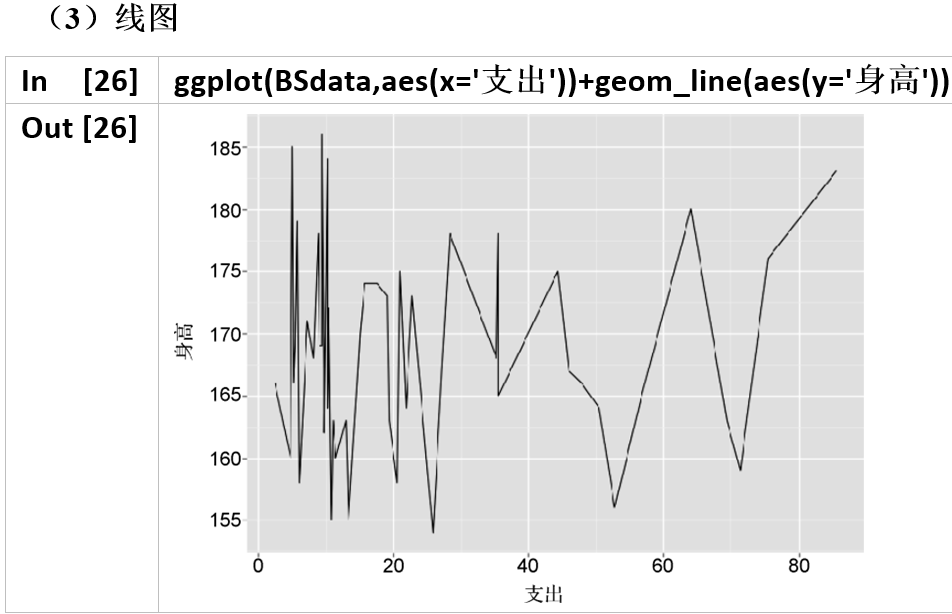 （3）线图
In [26] ggplot(BSdata,aes(x='支出'))+geom_line(aes(y='身高'))
Out [26]
185
180
175
170
165
160
155
身高
0 20 40 60 80
支出